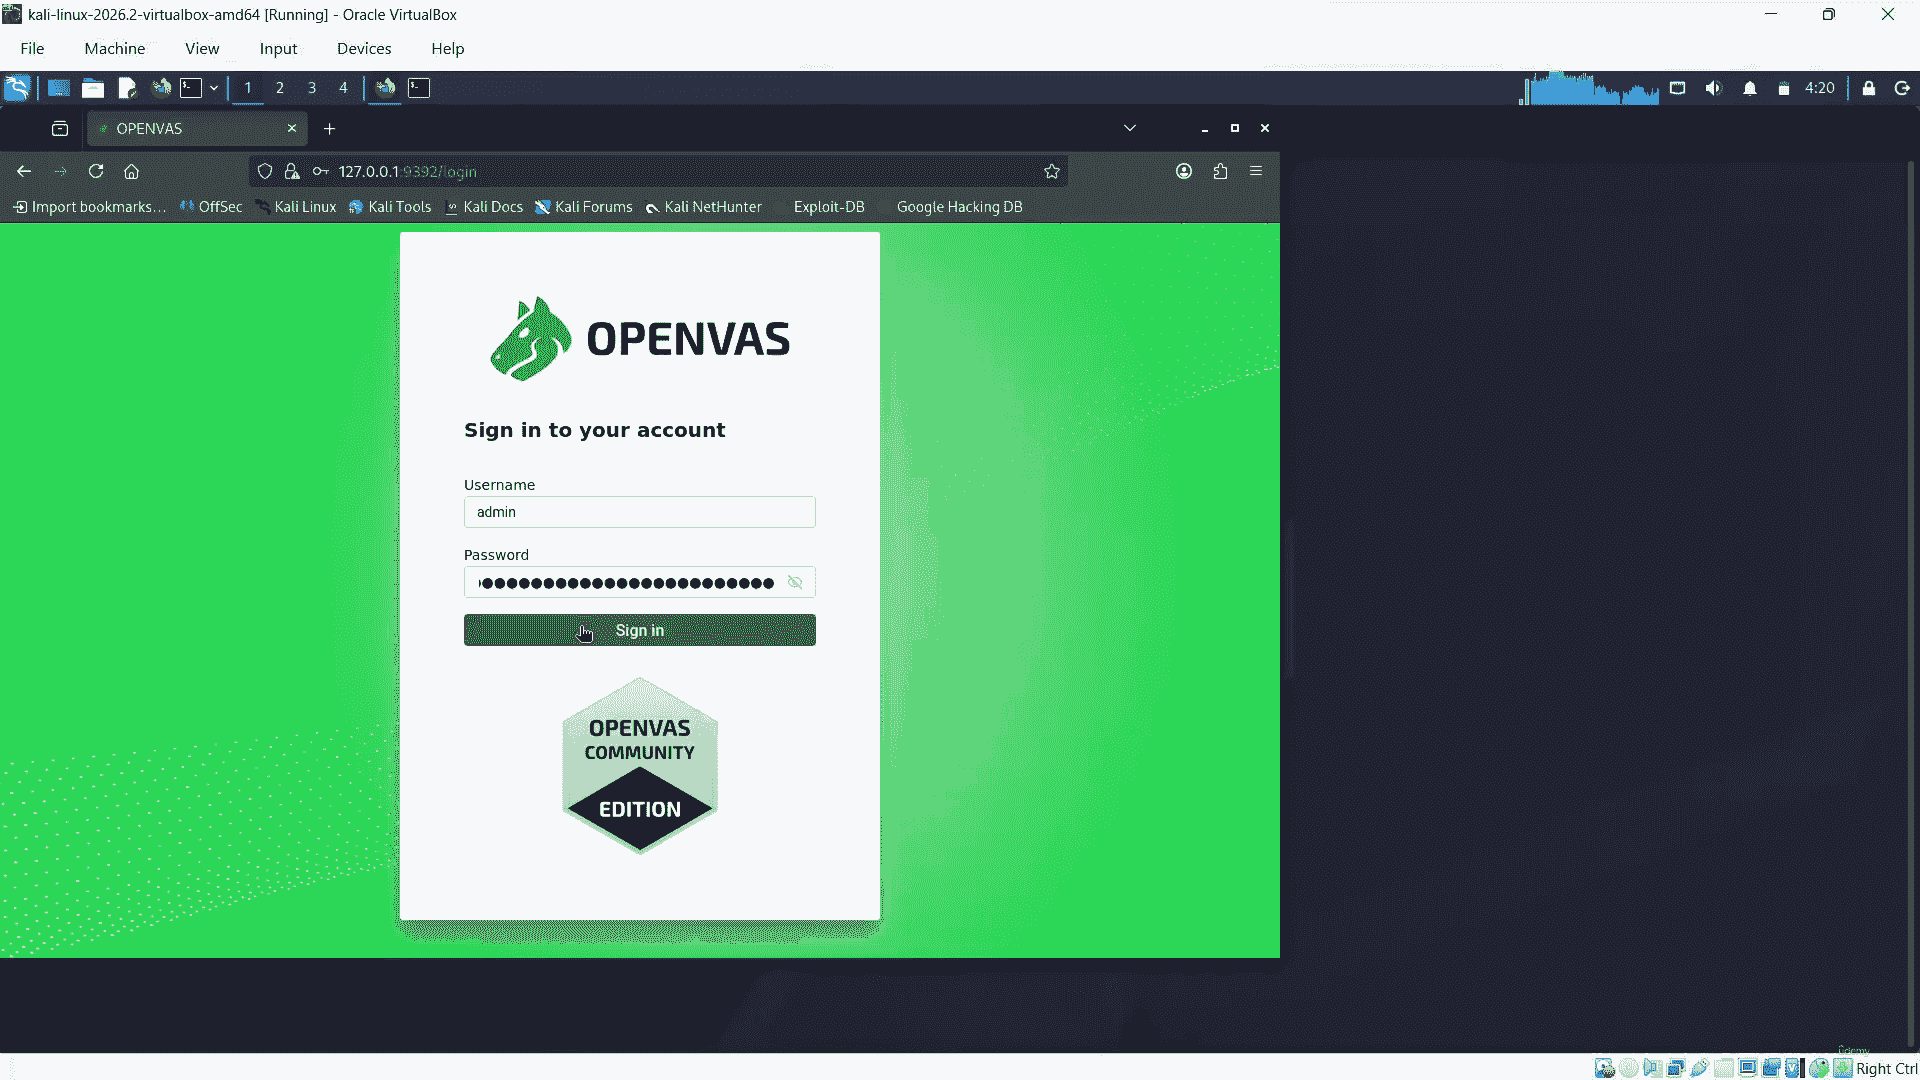 kali-linux-2026.2-virtualbox-amd64 [Running] - Oracle VirtualBox
File Machine View Input Devices Help
1 2 3 4 4:20
OPENVAS
127.0.0.1:9392/login
Import bookmarks... OffSec Kali Linux Kali Tools Kali Docs Kali Forums Kali NetHunter Exploit-DB Google Hacking DB
OPENVAS
Sign in to your account
Username
admin
Password
Sign in
OPENVAS
COMMUNITY
EDITION
ûdemy
Right Ctrl